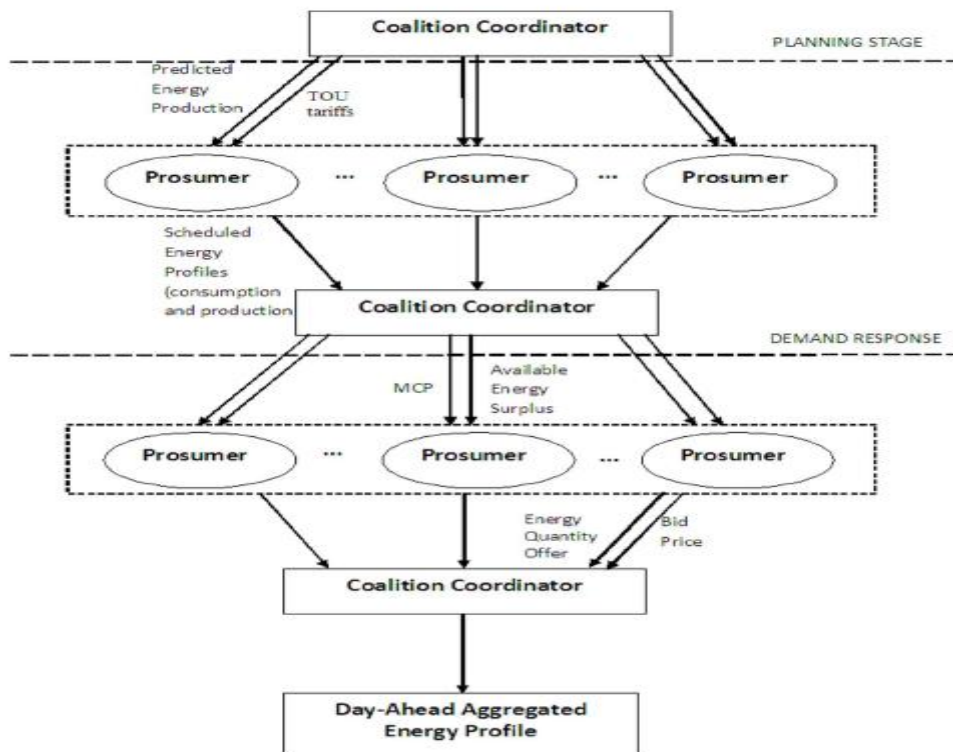 Coalition Coordinator
PLANNING STAGE
Predicted
Energy
Production
TOU
tariffs
Prosumer ... Prosumer ... Prosumer
Scheduled
Energy
Profiles
(consumption
and production
Coalition Coordinator
DEMAND RESPONSE
MCP
Available
Energy
Surplus
Prosumer ... Prosumer ... Prosumer
Energy
Quantity
Offer
Bid
Price
Coalition Coordinator
Day-Ahead Aggregated
Energy Profile